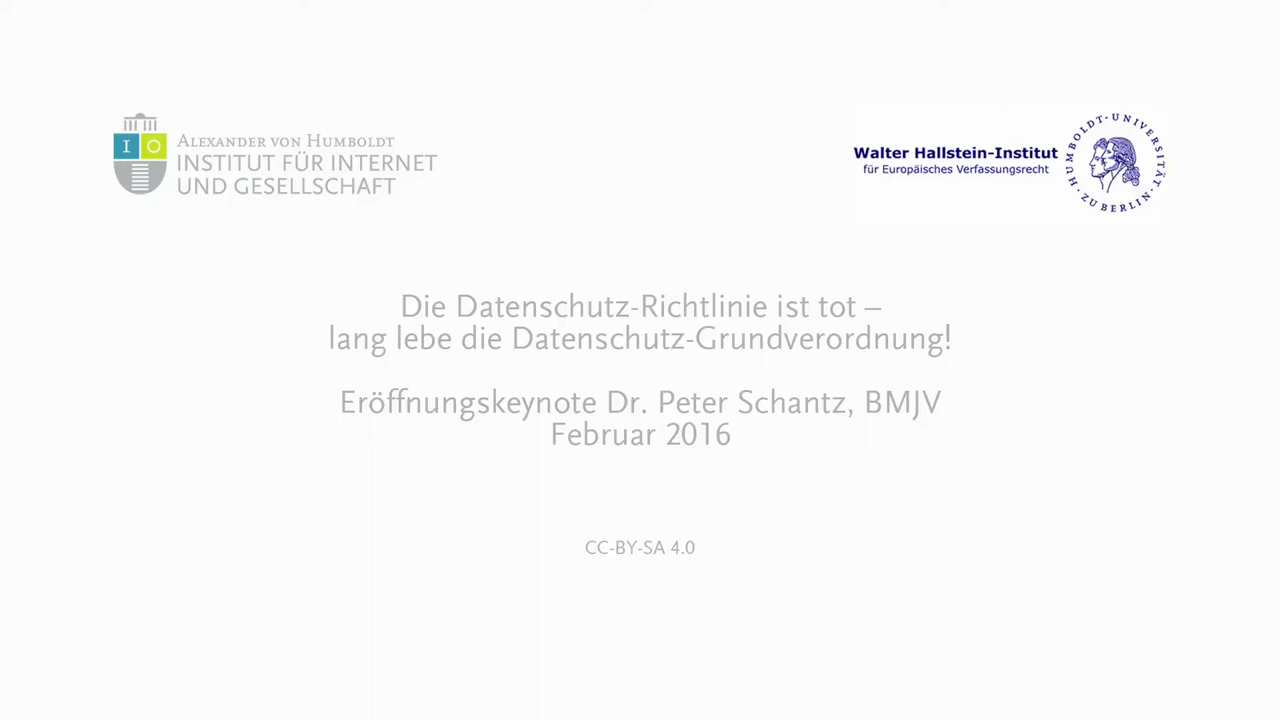 ALEXANDER VON HUMBOLDT
INSTITUT FÜR INTERNET
UND GESELLSCHAFT
I O
Walter Hallstein-Institut
für Europäisches Verfassungsrecht
HUMBOLDT-UNIVERSITÄT · ZU BERLIN ·
Die Datenschutz-Richtlinie ist tot –
lang lebe die Datenschutz-Grundverordnung!
Eröffnungskeynote Dr. Peter Schantz, BMJV
Februar 2016
CC-BY-SA 4.0